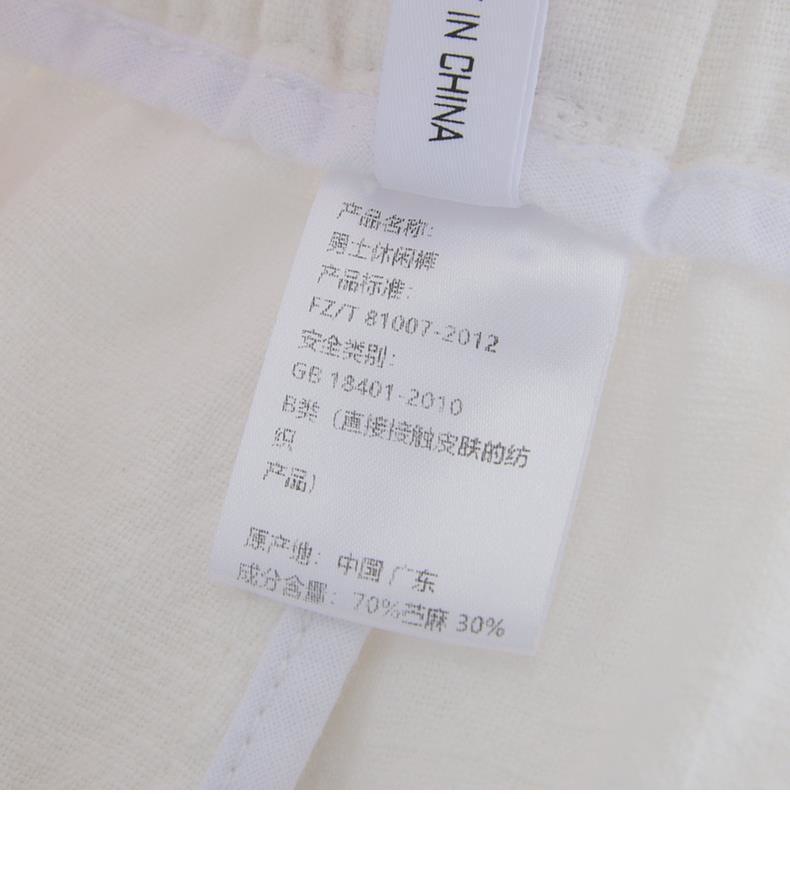 IN CHINA
产品名称:
男士休闲裤
产品标准:
FZ/T 81007-2012
安全类别:
GB 18401-2010
B类（直接接触皮肤的纺
织
产品）
原产地：中国 广东
成分含量：70%苎麻 30%